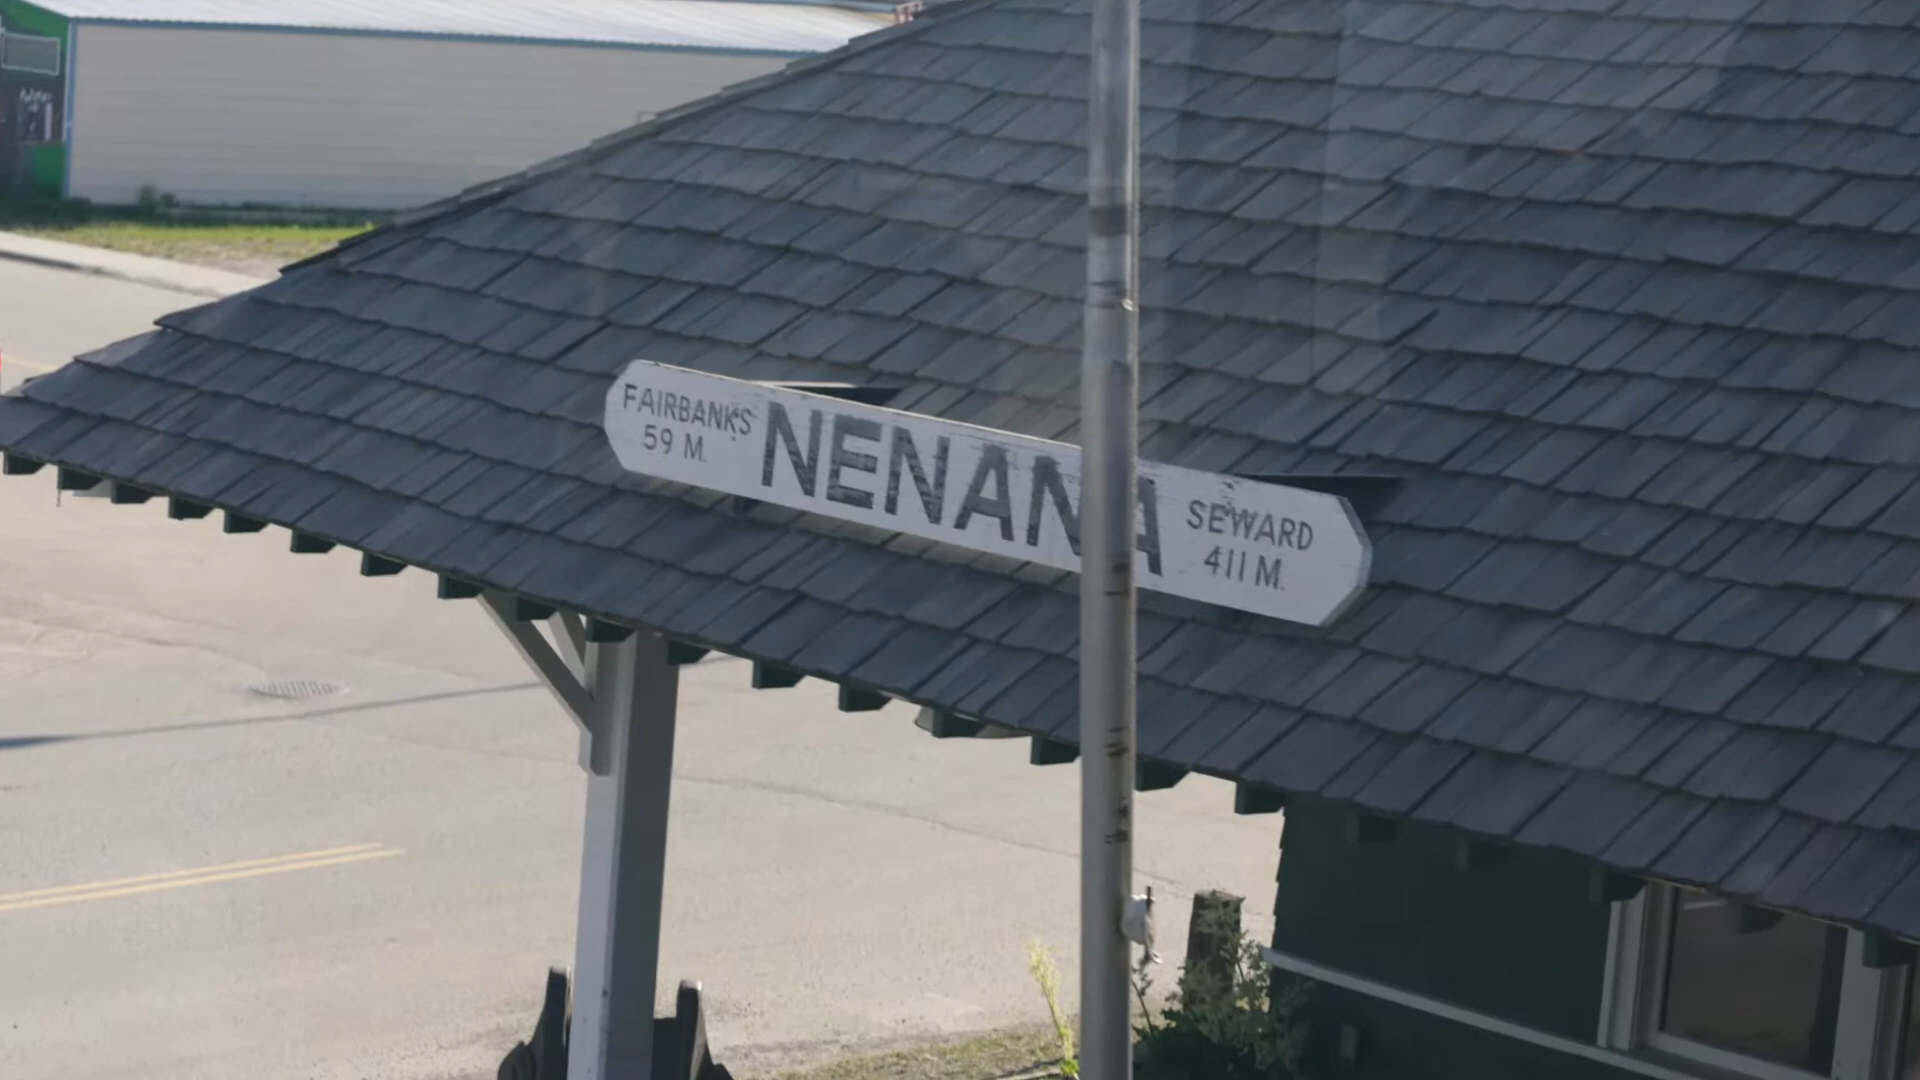 FAIRBANKS
59 M.
NENANA
SEWARD
411 M.